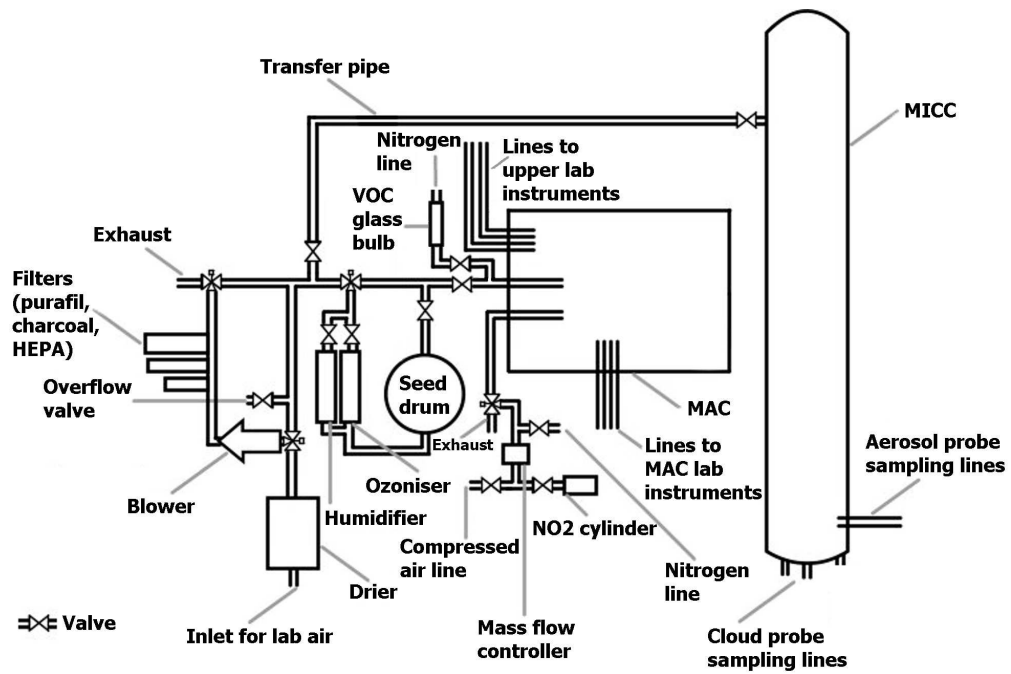 Transfer pipe
MICC
Nitrogen
line
Lines to
upper lab
instruments
VOC
glass
bulb
Exhaust
Filters
(purafil,
charcoal,
HEPA)
Overflow
valve
Seed
drum
MAC
Exhaust
Lines to
MAC lab
instruments
Aerosol probe
sampling lines
Blower
Ozoniser
Humidifier
NO2 cylinder
Compressed
air line
Drier
Nitrogen
line
Valve
Inlet for lab air
Mass flow
controller
Cloud probe
sampling lines